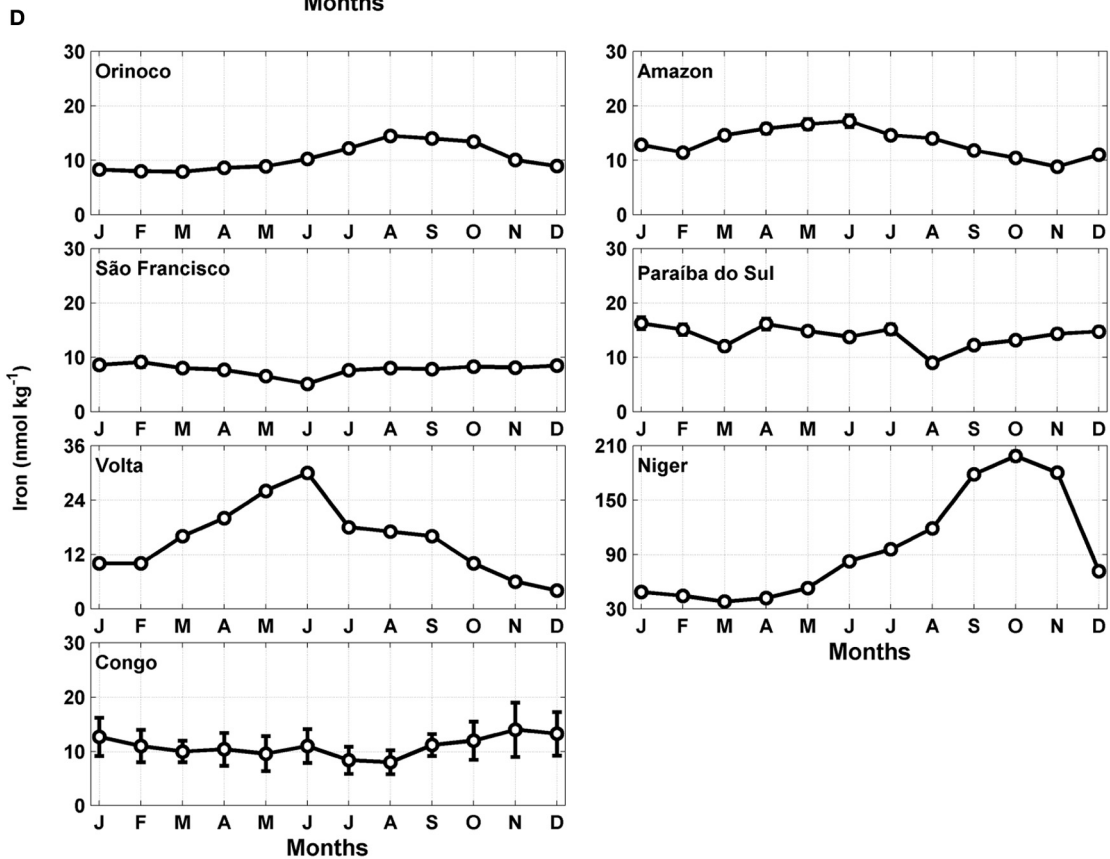 Months
D
Iron (nmol kg⁻¹)
Orinoco
30
20
10
0
J F M A M J J A S O N D
Amazon
30
20
10
0
J F M A M J J A S O N D
São Francisco
30
20
10
0
J F M A M J J A S O N D
Paraíba do Sul
30
20
10
0
J F M A M J J A S O N D
Volta
36
24
12
0
J F M A M J J A S O N D
Niger
210
150
90
30
J F M A M J J A S O N D
Months
Congo
30
20
10
0
J F M A M J J A S O N D
Months